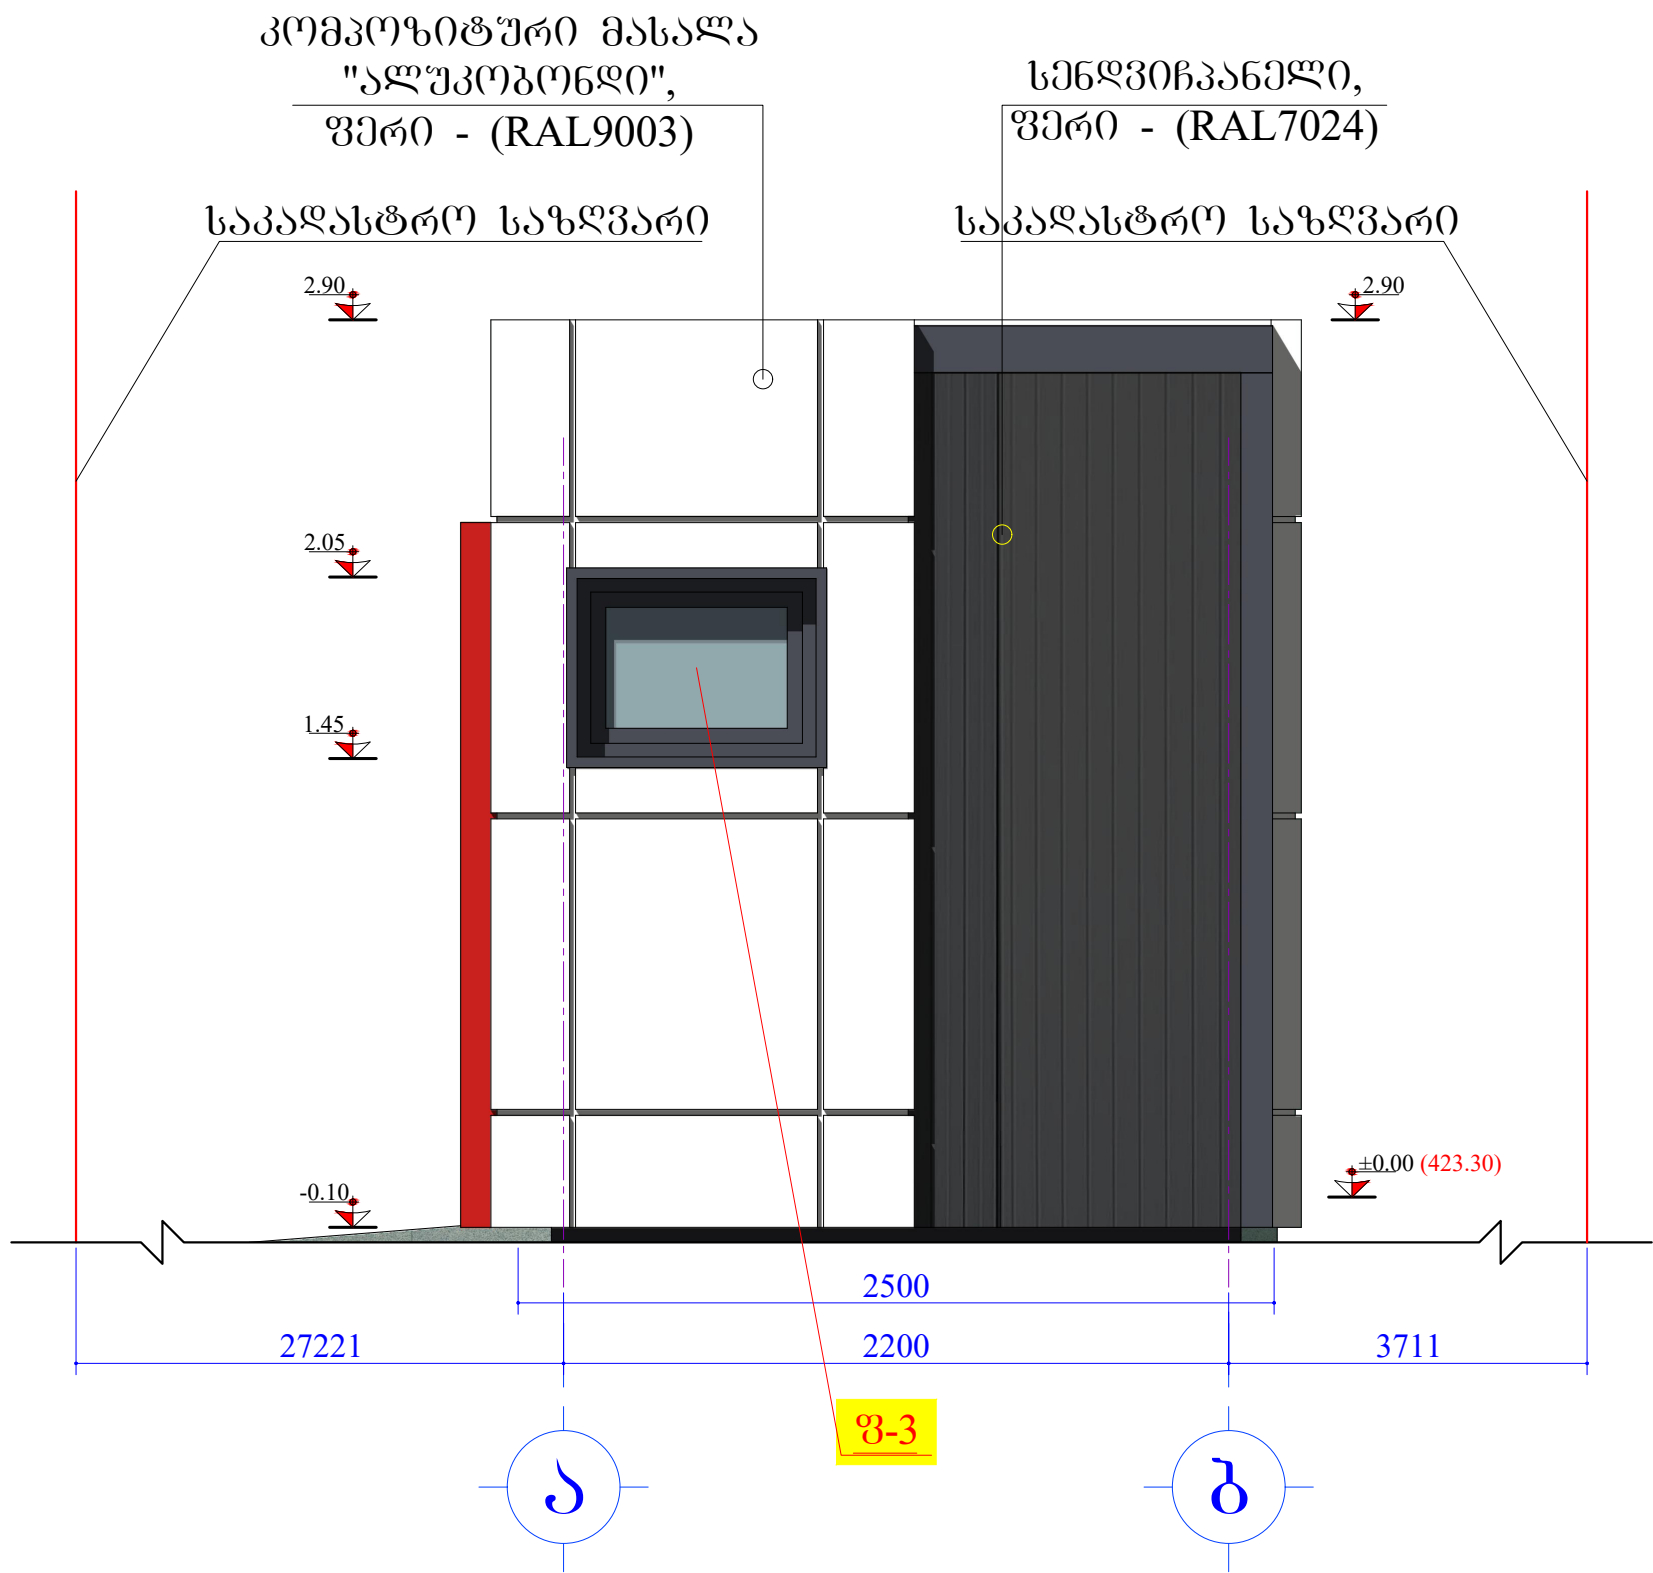 კომპოზიტური მასალა
"ალუკობონდი",
ფერი - (RAL9003)
სენდვიჩპანელი,
ფერი - (RAL7024)
საკადასტრო საზღვარი
საკადასტრო საზღვარი
2.90
2.90
2.05
1.45
-0.10
±0.00 (423.30)
2500
27221
2200
3711
ფ-3
ა
ბ